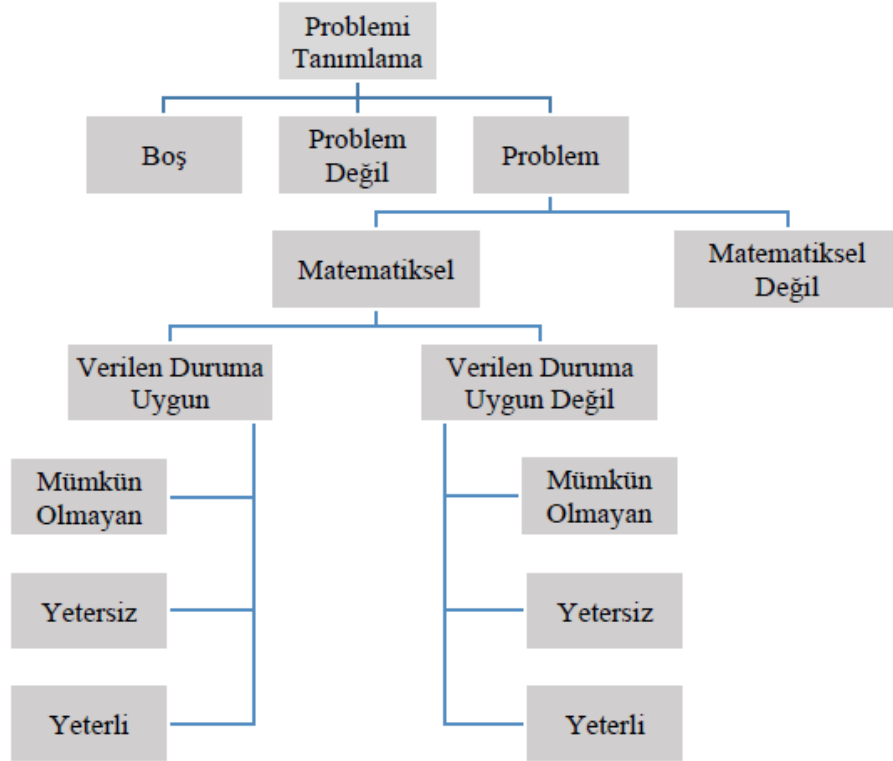 Problemi
Tanımlama
Boş
Problem
Değil
Problem
Matematiksel
Matematiksel
Değil
Verilen Duruma
Uygun
Verilen Duruma
Uygun Değil
Mümkün
Olmayan
Mümkün
Olmayan
Yetersiz
Yetersiz
Yeterli
Yeterli